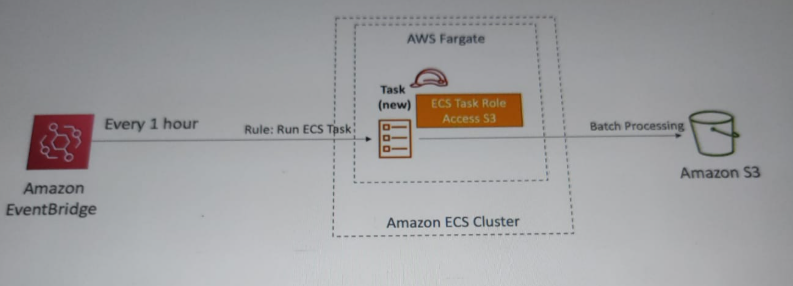 AWS Fargate
Task
(new)
ECS Task Role
Access S3
Every 1 hour
Rule: Run ECS Task
Batch Processing
Amazon
EventBridge
Amazon S3
Amazon ECS Cluster